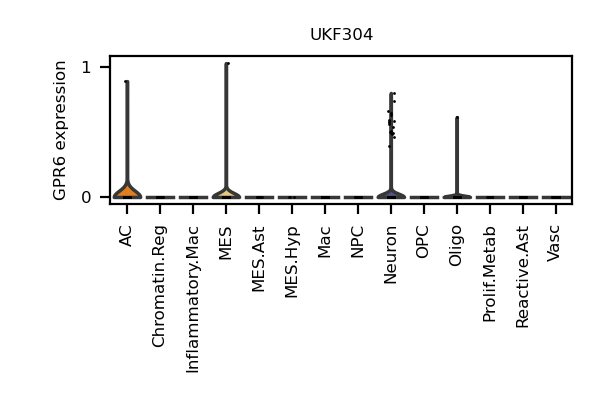 UKF304
GPR6 expression
1
0
AC
Chromatin.Reg
Inflammatory.Mac
MES
MES.Ast
MES.Hyp
Mac
NPC
Neuron
OPC
Oligo
Prolif.Metab
Reactive.Ast
Vasc